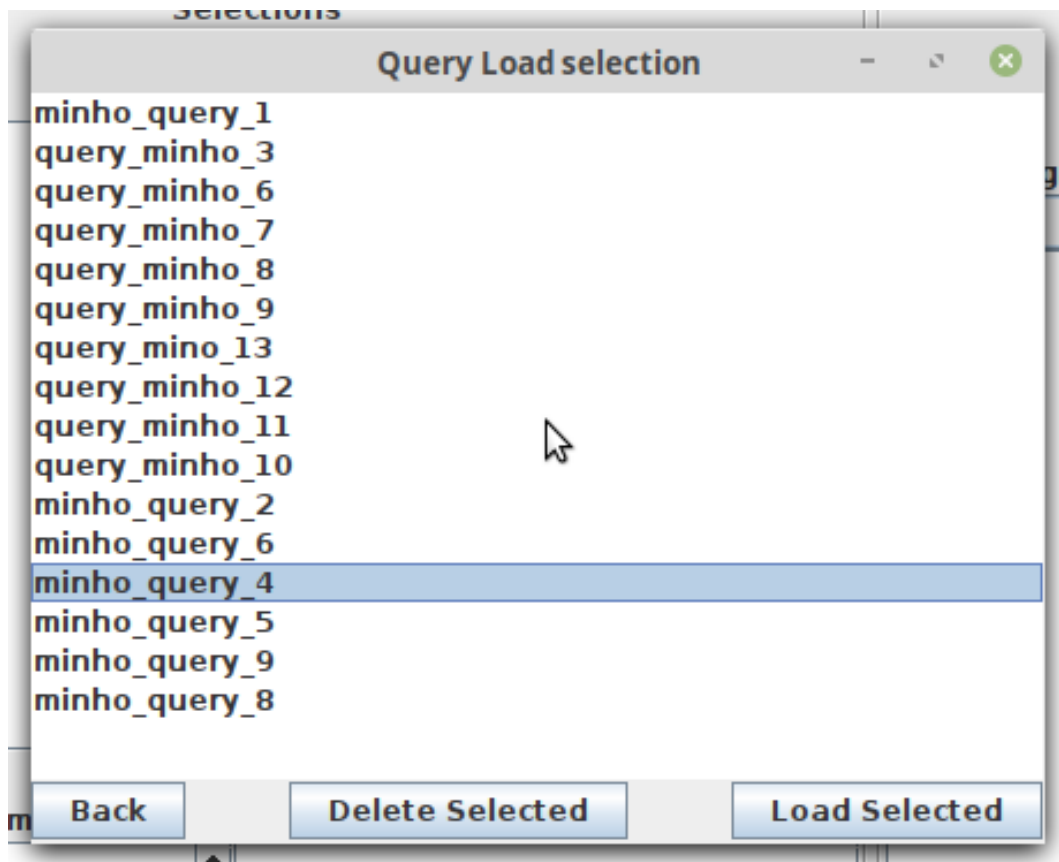 Selections
Query Load selection
minho_query_1
query_minho_3
query_minho_6
query_minho_7
query_minho_8
query_minho_9
query_mino_13
query_minho_12
query_minho_11
query_minho_10
minho_query_2
minho_query_6
minho_query_4
minho_query_5
minho_query_9
minho_query_8
Back
Delete Selected
Load Selected